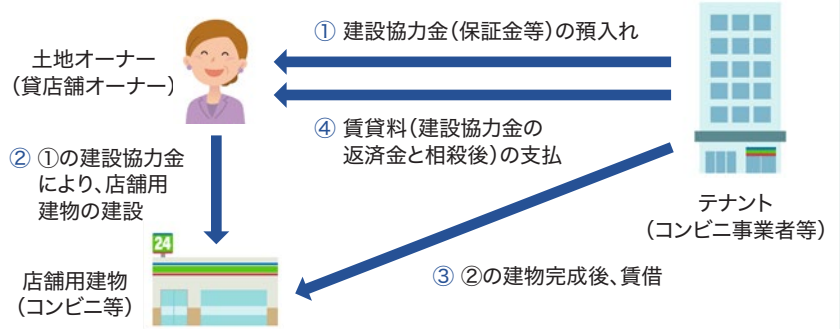 ① 建設協力金(保証金等)の預入れ
土地オーナー
(貸店舗オーナー)
④ 賃貸料(建設協力金の
返済金と相殺後)の支払
② ①の建設協力金
により、店舗用
建物の建設
テナント
(コンビニ事業者等)
24
③ ②の建物完成後、賃借
店舗用建物
(コンビニ等)